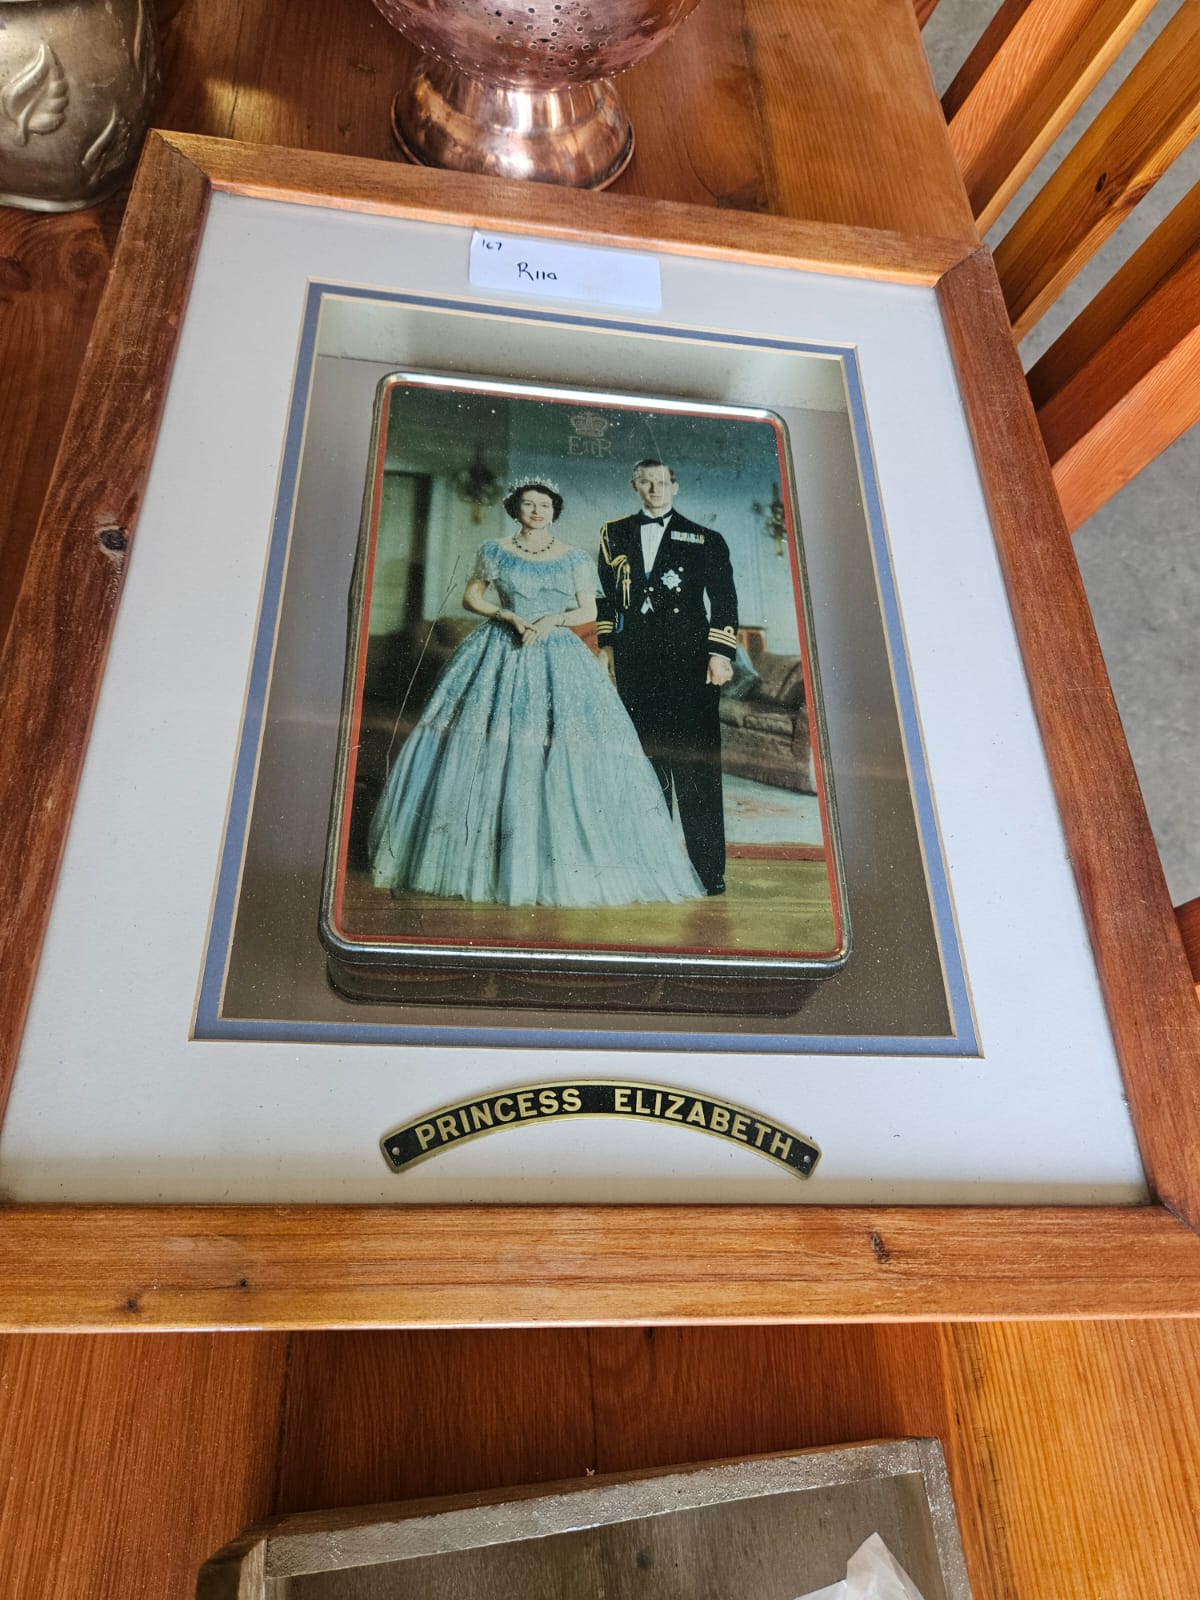 167
R110
EIIR
PRINCESS ELIZABETH